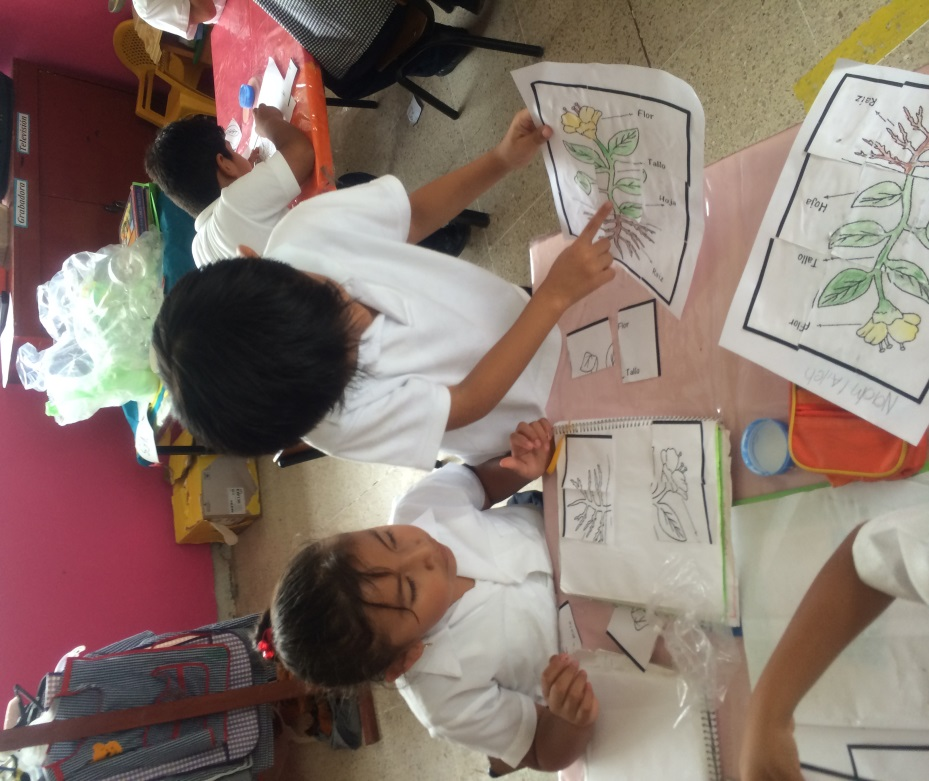 Televisión
Grabadora
Flor
Tallo
Hoja
Raíz
Raíz
Hoja
Tallo
Flor
Flor
Tallo